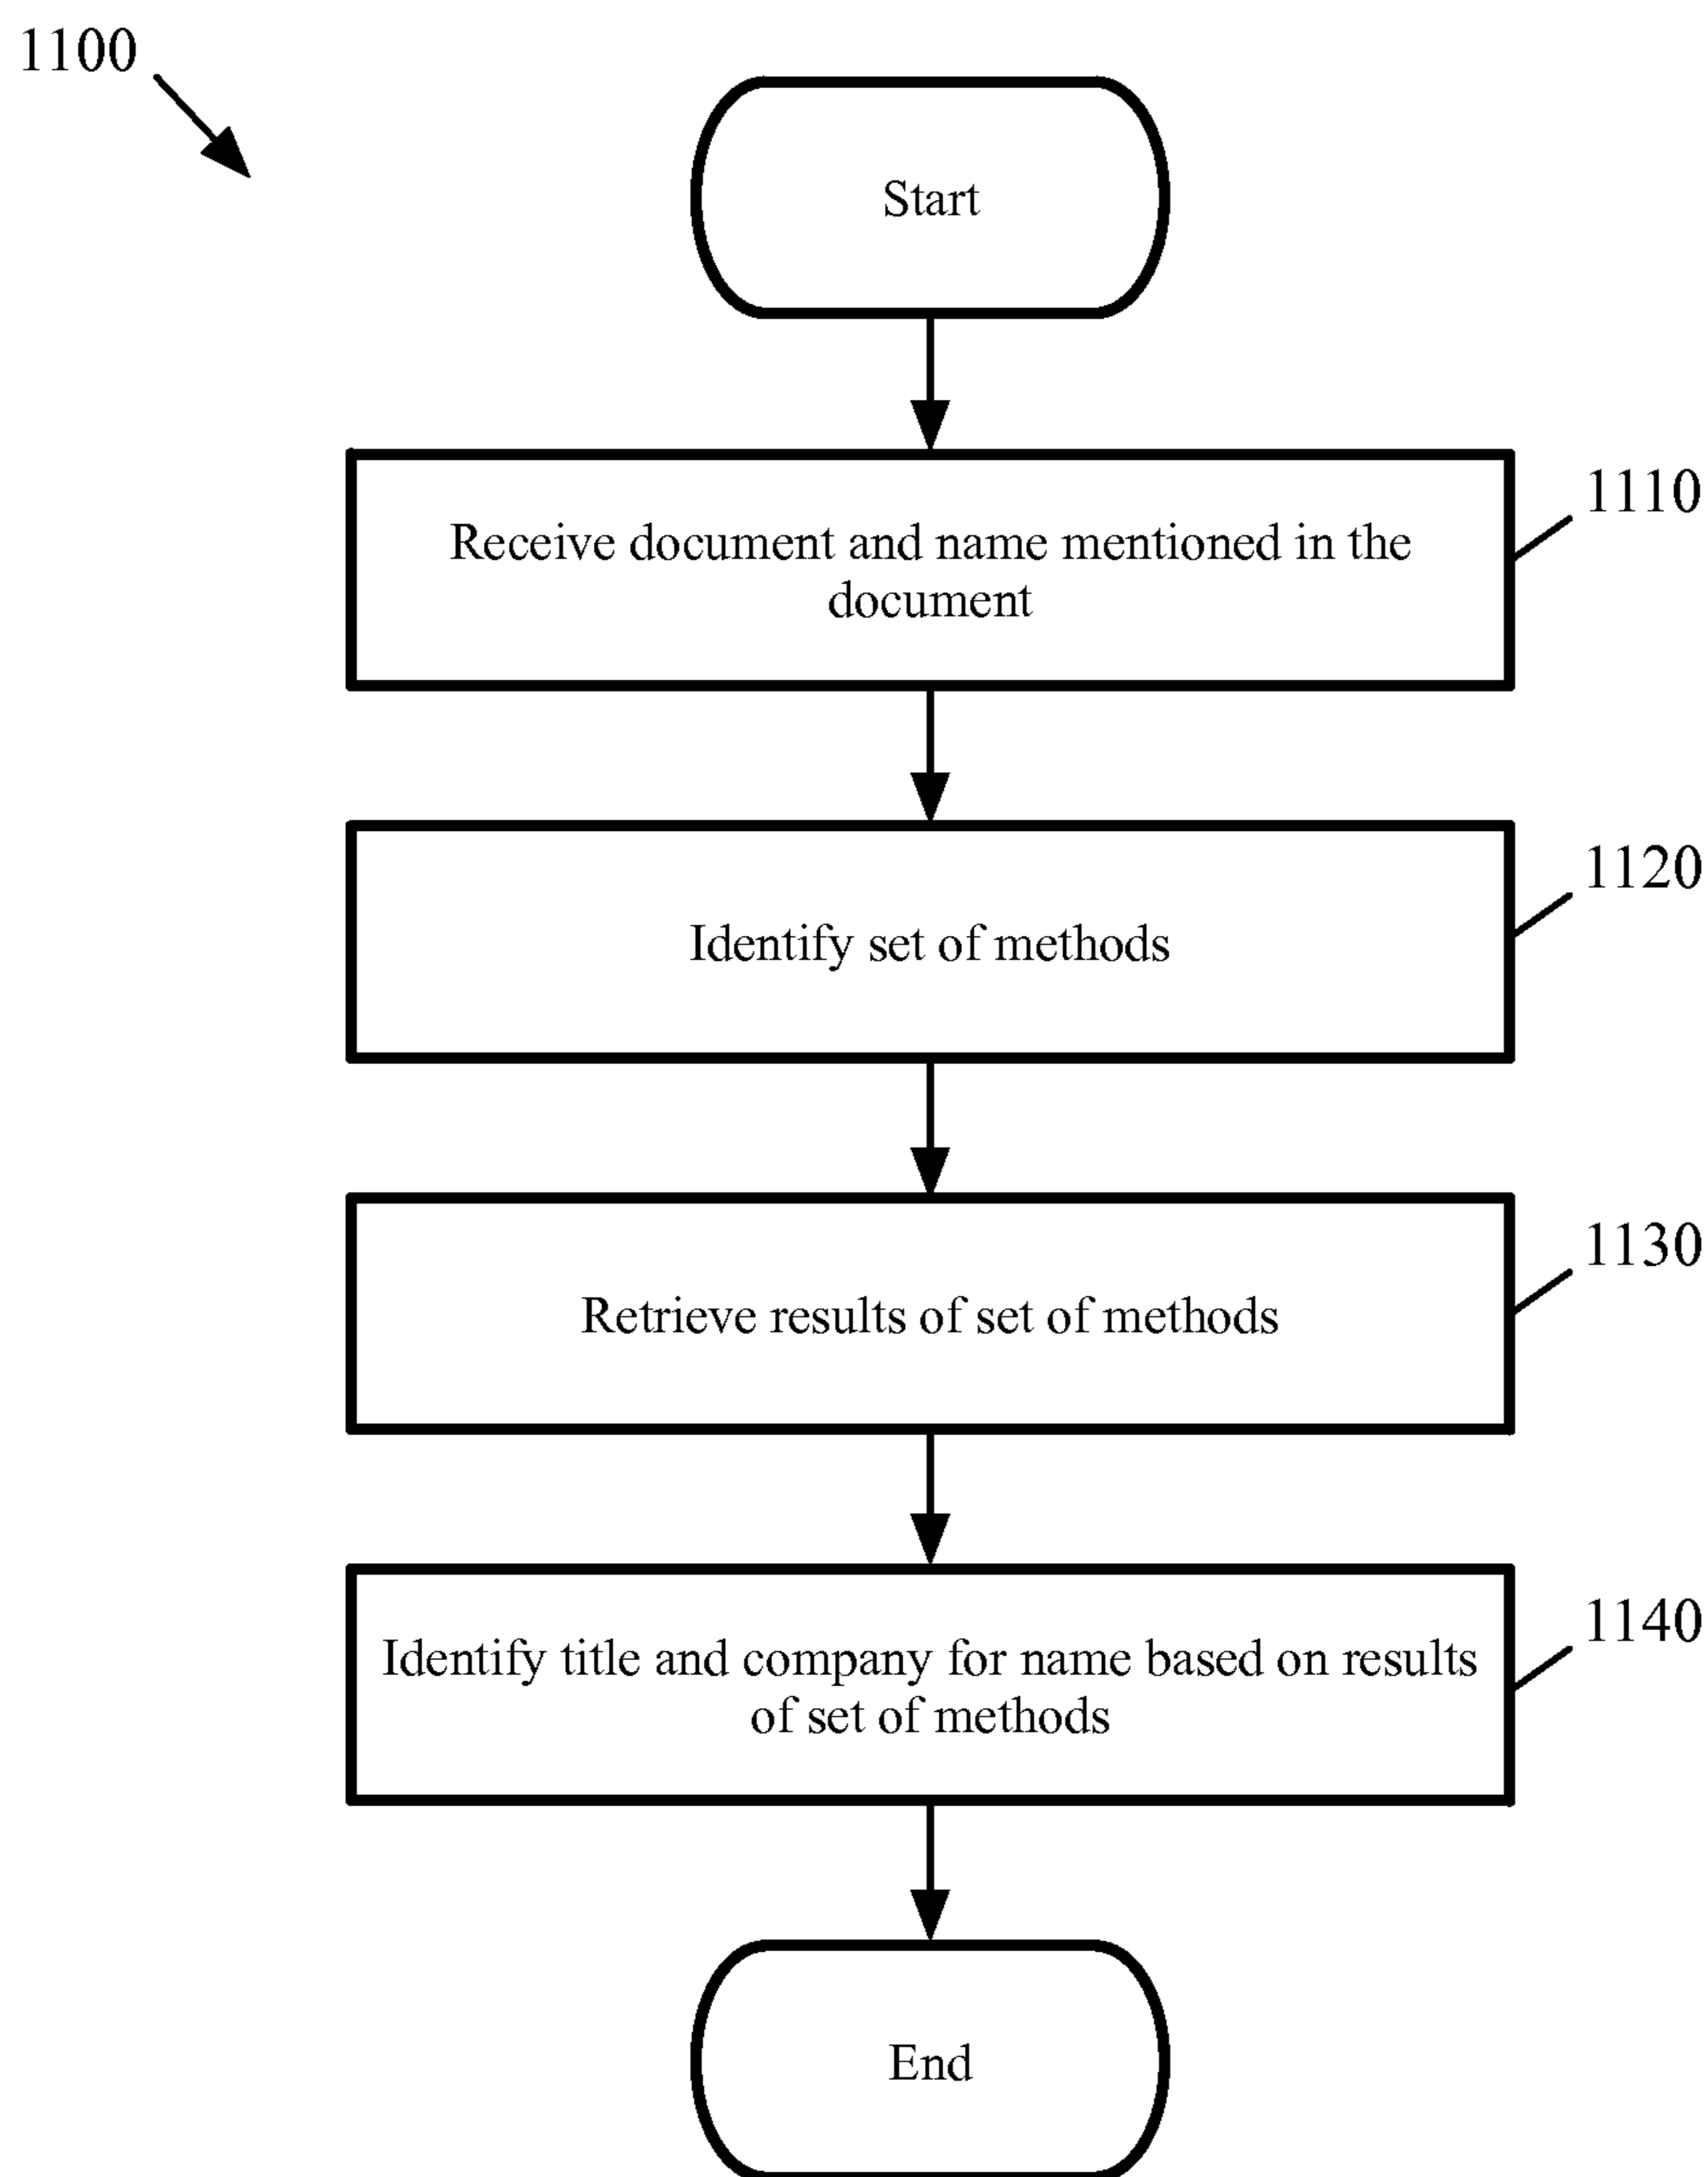 1100
Start
Receive document and name mentioned in the
document
1110
Identify set of methods
1120
Retrieve results of set of methods
1130
Identify title and company for name based on results
of set of methods
1140
End